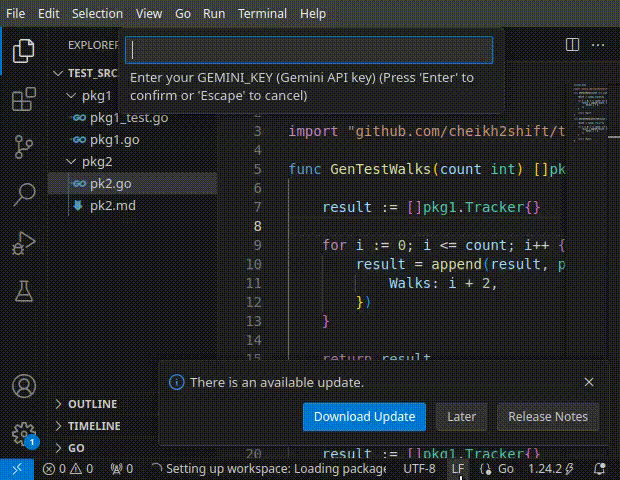 File Edit Selection View Go Run Terminal Help
EXPLORER
Enter your GEMINI_KEY (Gemini API key) (Press 'Enter' to
confirm or 'Escape' to cancel)
TEST_SRC
pkg1
pkg1_test.go
pkg1.go
pkg2
pk2.go
pk2.md
OUTLINE
TIMELINE
GO
2
3 import "github.com/cheikh2shift/t
4
5 func GenTestWalks(count int) []pk
6
7 result := []pkg1.Tracker{}
8
9 for i := 0; i <= count; i++ {
10 result = append(result, p
11 Walks: i + 2,
12 })
13 }
14
15 return result
20 result := []pkg1.Tracker{}
There is an available update.
Download Update Later Release Notes
1
0 0 0 Setting up workspace: Loading package UTF-8 LF Go 1.24.2